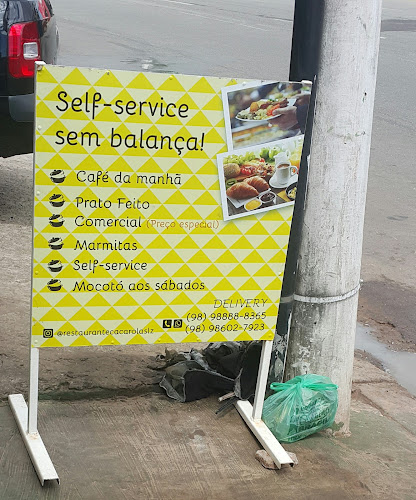 Self-service
sem balança!
Café da manhã
Prato Feito
Comercial (Preço especial)
Marmitas
Self-service
Mocotó aos sábados
DELIVERY
(98) 98888-8365
(98) 98602-7923
@restaurantecacarolaslz